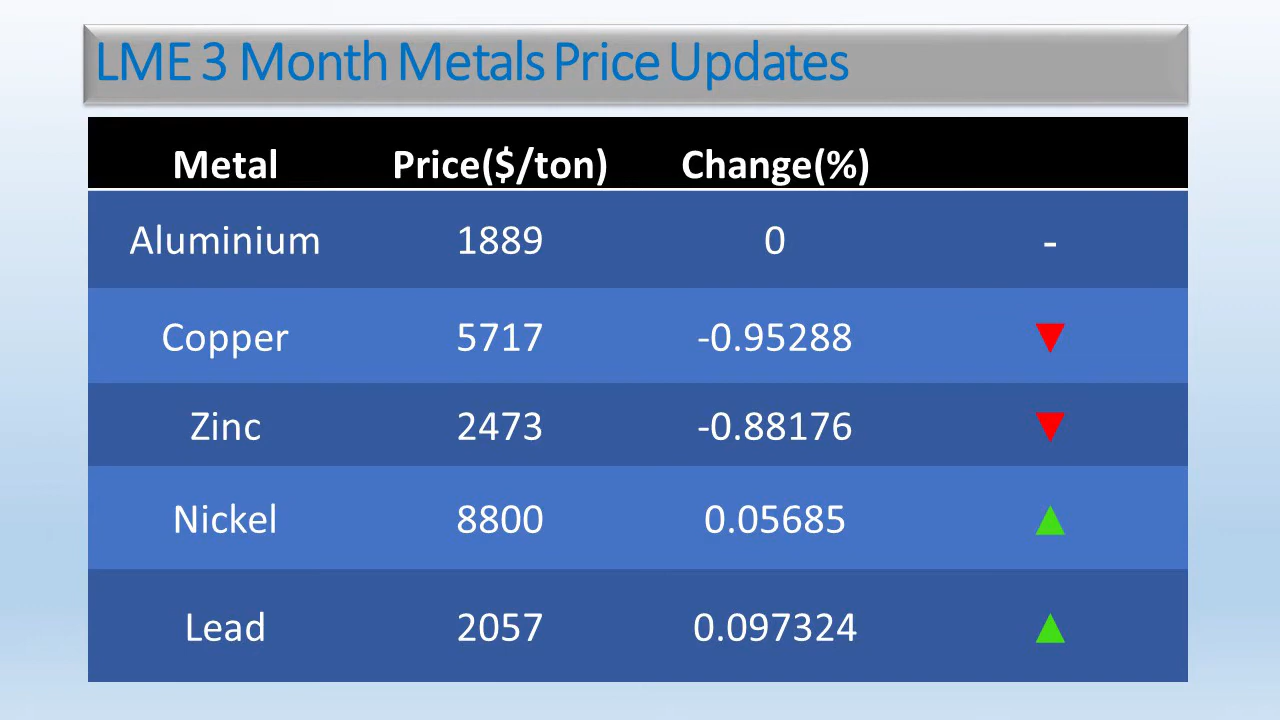 LME 3 Month Metals Price Updates
Metal Price($/ton) Change(%)
Aluminium 1889 0 -
Copper 5717 -0.95288 ▼
Zinc 2473 -0.88176 ▼
Nickel 8800 0.05685 ▲
Lead 2057 0.097324 ▲